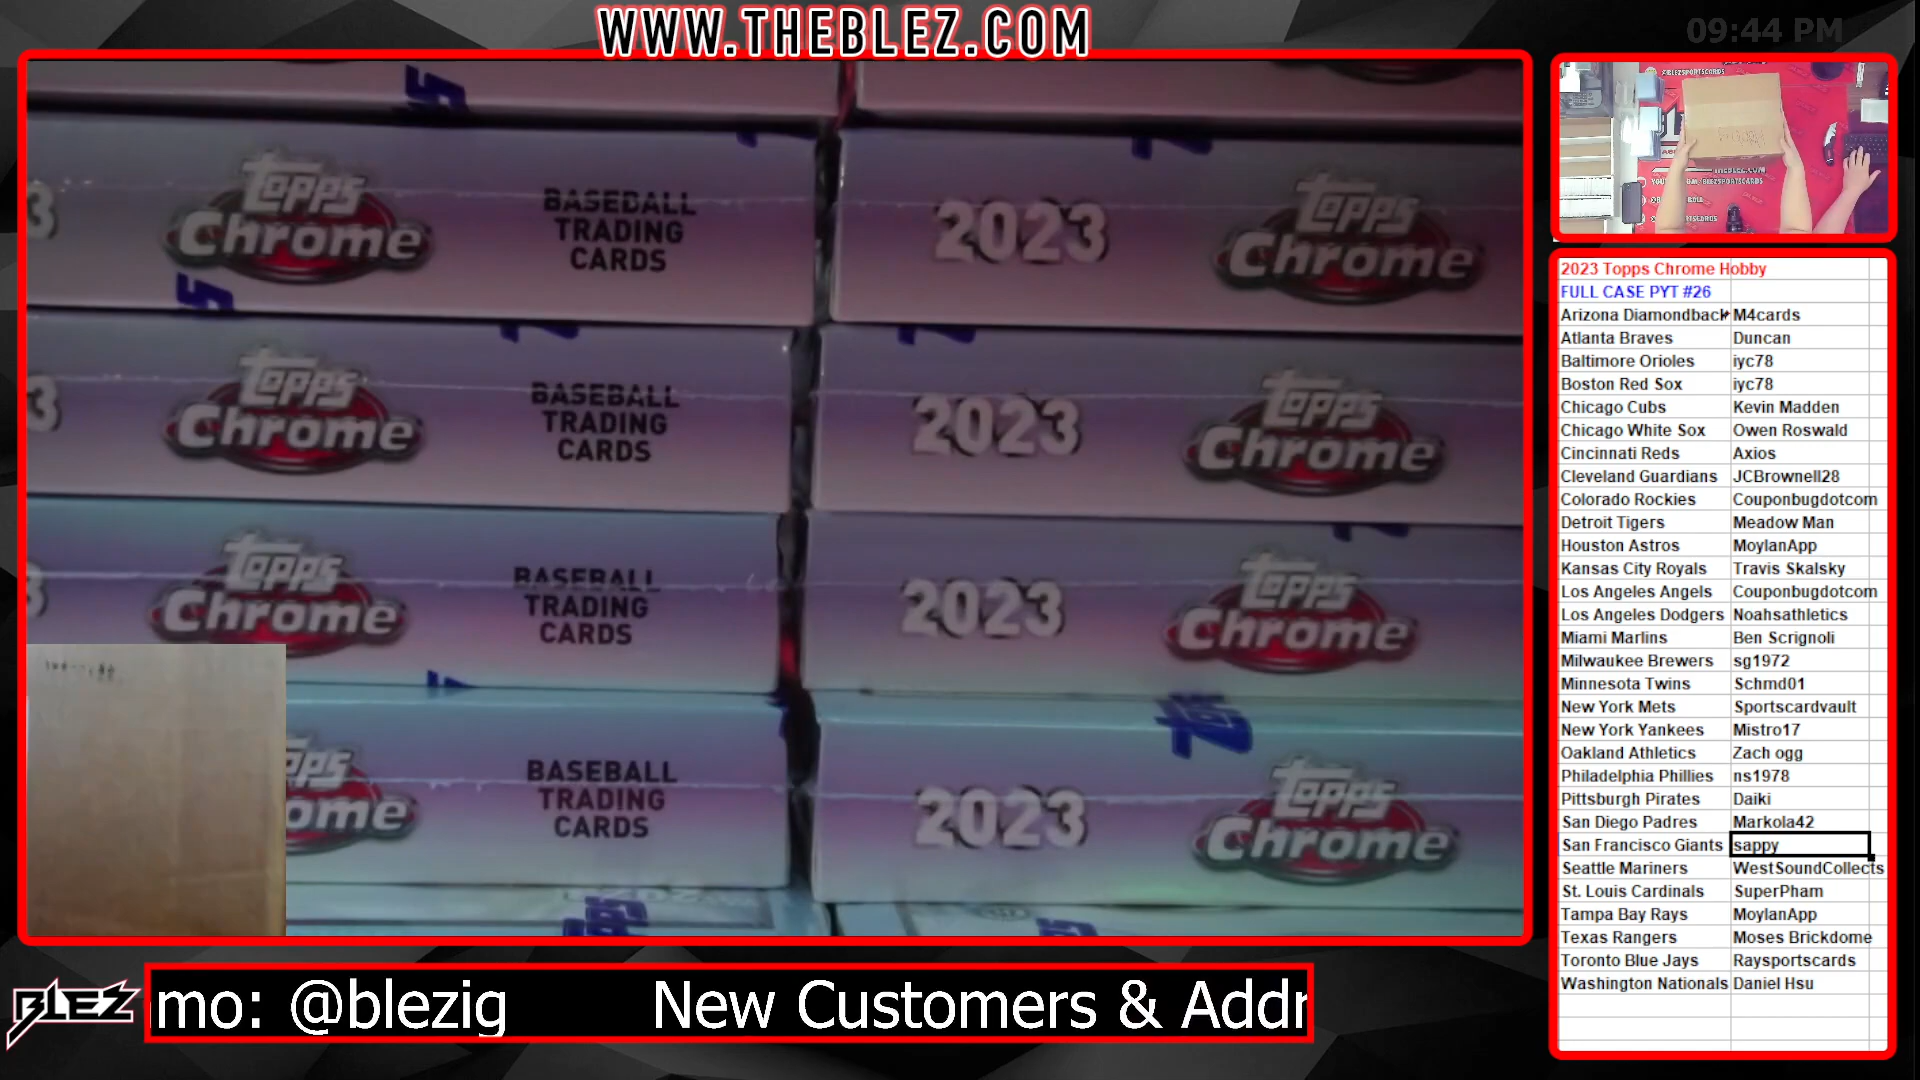 WWW.THEBLEZ.COM
09:44 PM
Topps
Chrome
BASEBALL
TRADING
CARDS
2023
Topps
Chrome
3
Topps
Chrome
BASEBALL
TRADING
CARDS
2023
Topps
Chrome
3
Topps
Chrome
BASEBALL
TRADING
CARDS
2023
Topps
Chrome
3
BASEBALL
TRADING
CARDS
2023
Topps
Chrome
2023 Topps Chrome Hobby
FULL CASE PYT #26
Arizona Diamondback M4cards
Atlanta Braves Duncan
Baltimore Orioles iyc78
Boston Red Sox iyc78
Chicago Cubs Kevin Madden
Chicago White Sox Owen Roswald
Cincinnati Reds Axios
Cleveland Guardians JCBrownell28
Colorado Rockies Couponbugdotcom
Detroit Tigers Meadow Man
Houston Astros MoylanApp
Kansas City Royals Travis Skalsky
Los Angeles Angels Couponbugdotcom
Los Angeles Dodgers Noahsathletics
Miami Marlins Ben Scrignoli
Milwaukee Brewers sg1972
Minnesota Twins Schmd01
New York Mets Sportscardvault
New York Yankees Mistro17
Oakland Athletics Zach ogg
Philadelphia Phillies ns1978
Pittsburgh Pirates Daiki
San Diego Padres Markola42
San Francisco Giants sappy
Seattle Mariners WestSoundCollects
St. Louis Cardinals SuperPham
Tampa Bay Rays MoylanApp
Texas Rangers Moses Brickdome
Toronto Blue Jays Raysportscards
Washington Nationals Daniel Hsu
BLEZ
mo: @blezig New Customers & Addr